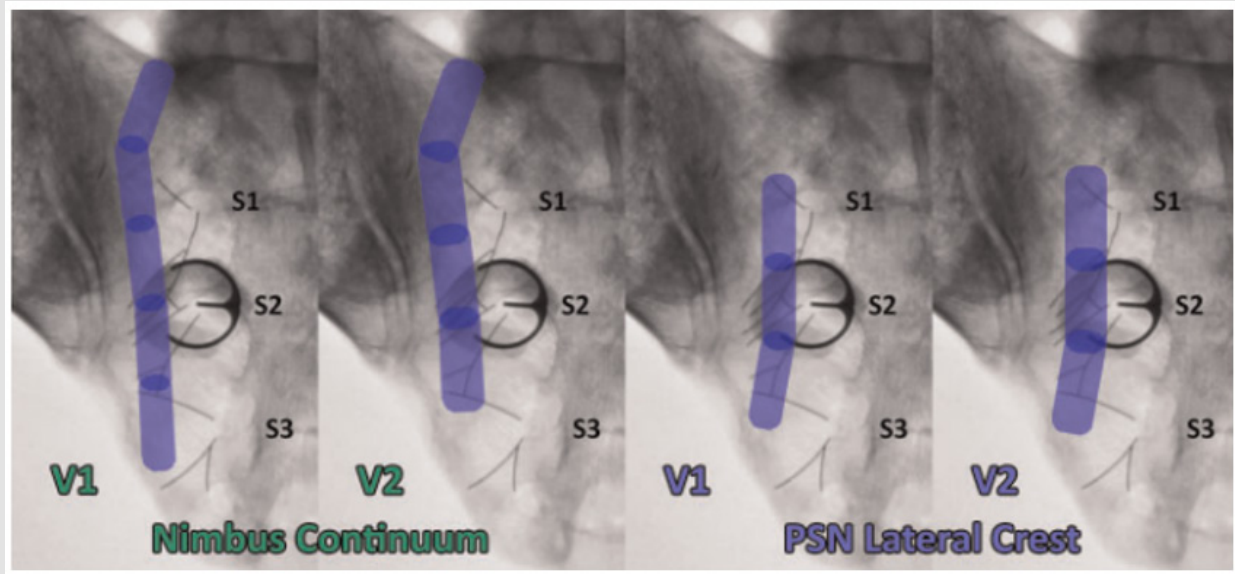 S1
S2
S3
V1
S1
S2
S3
V2
Nimbus Continuum
S1
S2
S3
V1
S1
S2
S3
V2
PSN Lateral Crest